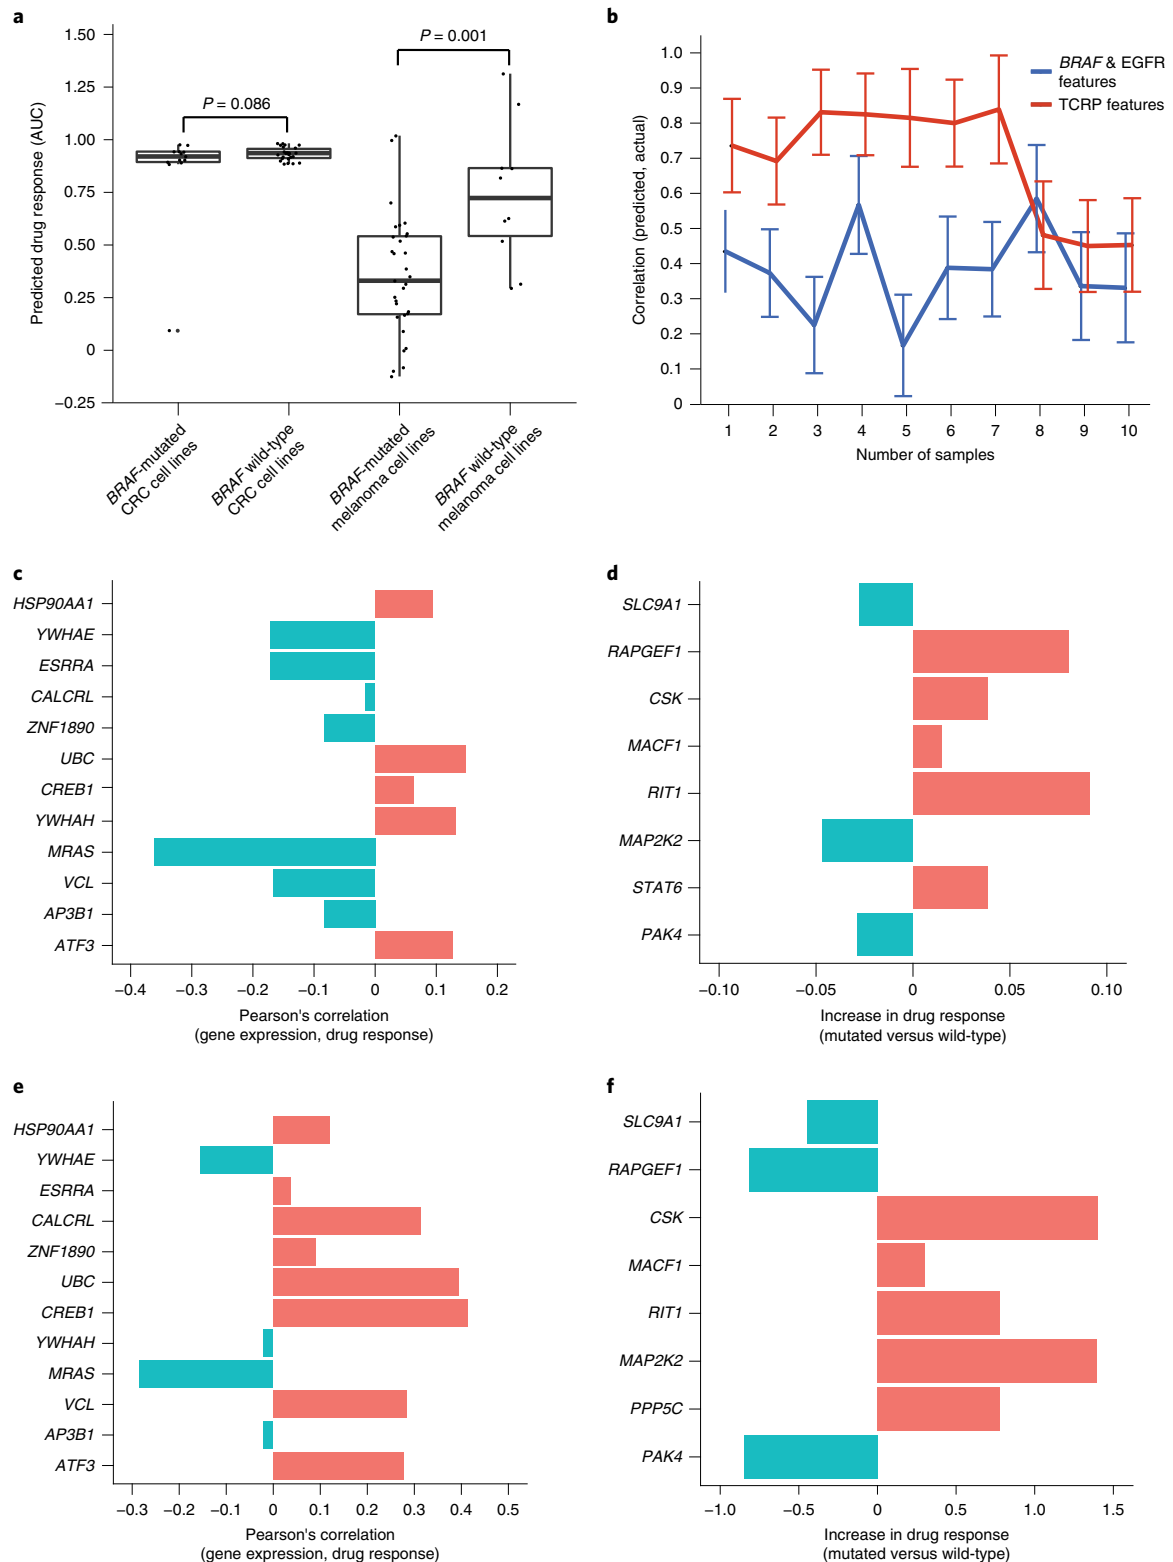 a
1.50
1.25
1.00
0.75
0.50
0.25
0
–0.25
Predicted drug response (AUC)
P = 0.086
P = 0.001
BRAF-mutated
CRC cell lines
BRAF wild-type
CRC cell lines
BRAF-mutated
melanoma cell lines
BRAF wild-type
melanoma cell lines
b
1.0
0.9
0.8
0.7
0.6
0.5
0.4
0.3
0.2
0.1
0
Correlation (predicted, actual)
BRAF & EGFR
features
TCRP features
1 2 3 4 5 6 7 8 9 10
Number of samples
c
HSP90AA1
YWHAE
ESRRA
CALCRL
ZNF1890
UBC
CREB1
YWHAH
MRAS
VCL
AP3B1
ATF3
–0.4 –0.3 –0.2 –0.1 0 0.1 0.2
Pearson's correlation
(gene expression, drug response)
d
SLC9A1
RAPGEF1
CSK
MACF1
RIT1
MAP2K2
STAT6
PAK4
–0.10 –0.05 0 0.05 0.10
Increase in drug response
(mutated versus wild-type)
e
HSP90AA1
YWHAE
ESRRA
CALCRL
ZNF1890
UBC
CREB1
YWHAH
MRAS
VCL
AP3B1
ATF3
–0.3 –0.2 –0.1 0 0.1 0.2 0.3 0.4 0.5
Pearson's correlation
(gene expression, drug response)
f
SLC9A1
RAPGEF1
CSK
MACF1
RIT1
MAP2K2
PPP5C
PAK4
–1.0 –0.5 0 0.5 1.0 1.5
Increase in drug response
(mutated versus wild-type)